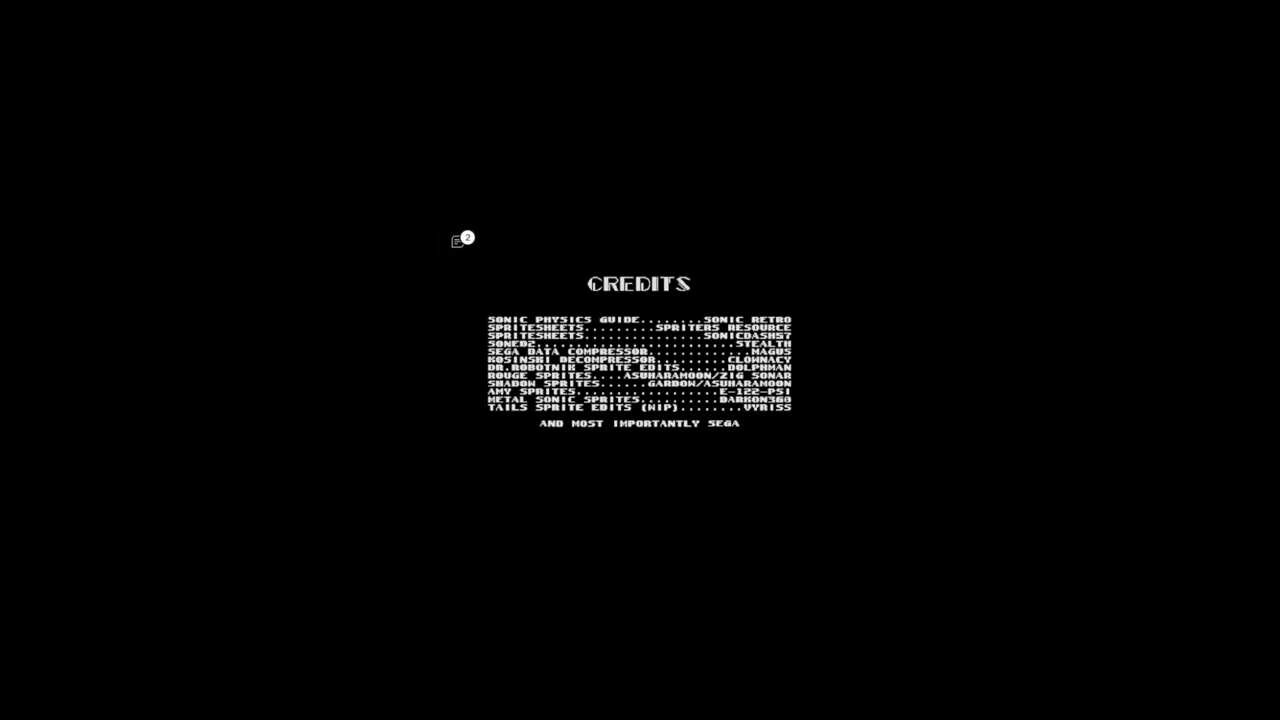 2
CREDITS
SONIC PHYSICS GUIDE........SONIC RETRO
SPRITESHEETS.........SPRITERS RESOURCE
SPRITESHEETS...............SONICDASH57
SONED2.........................STEALTH
SEGA DATA COMPRESSOR.............MAGUS
KOSINSKI DECOMPRESSOR.........CLOWNACY
DR.ROBOTNIK SPRITE EDITS......DOLPHMAN
ROUGE SPRITES....ASUHARAMOON/ZIG SONAR
SHADOW SPRITES......GARDOW/ASUHARAMOON
AMY SPRITES..................E-122-PSI
METAL SONIC SPRITES..........DARKON360
TAILS SPRITE EDITS (WIP)........VYRISS
AND MOST IMPORTANTLY SEGA